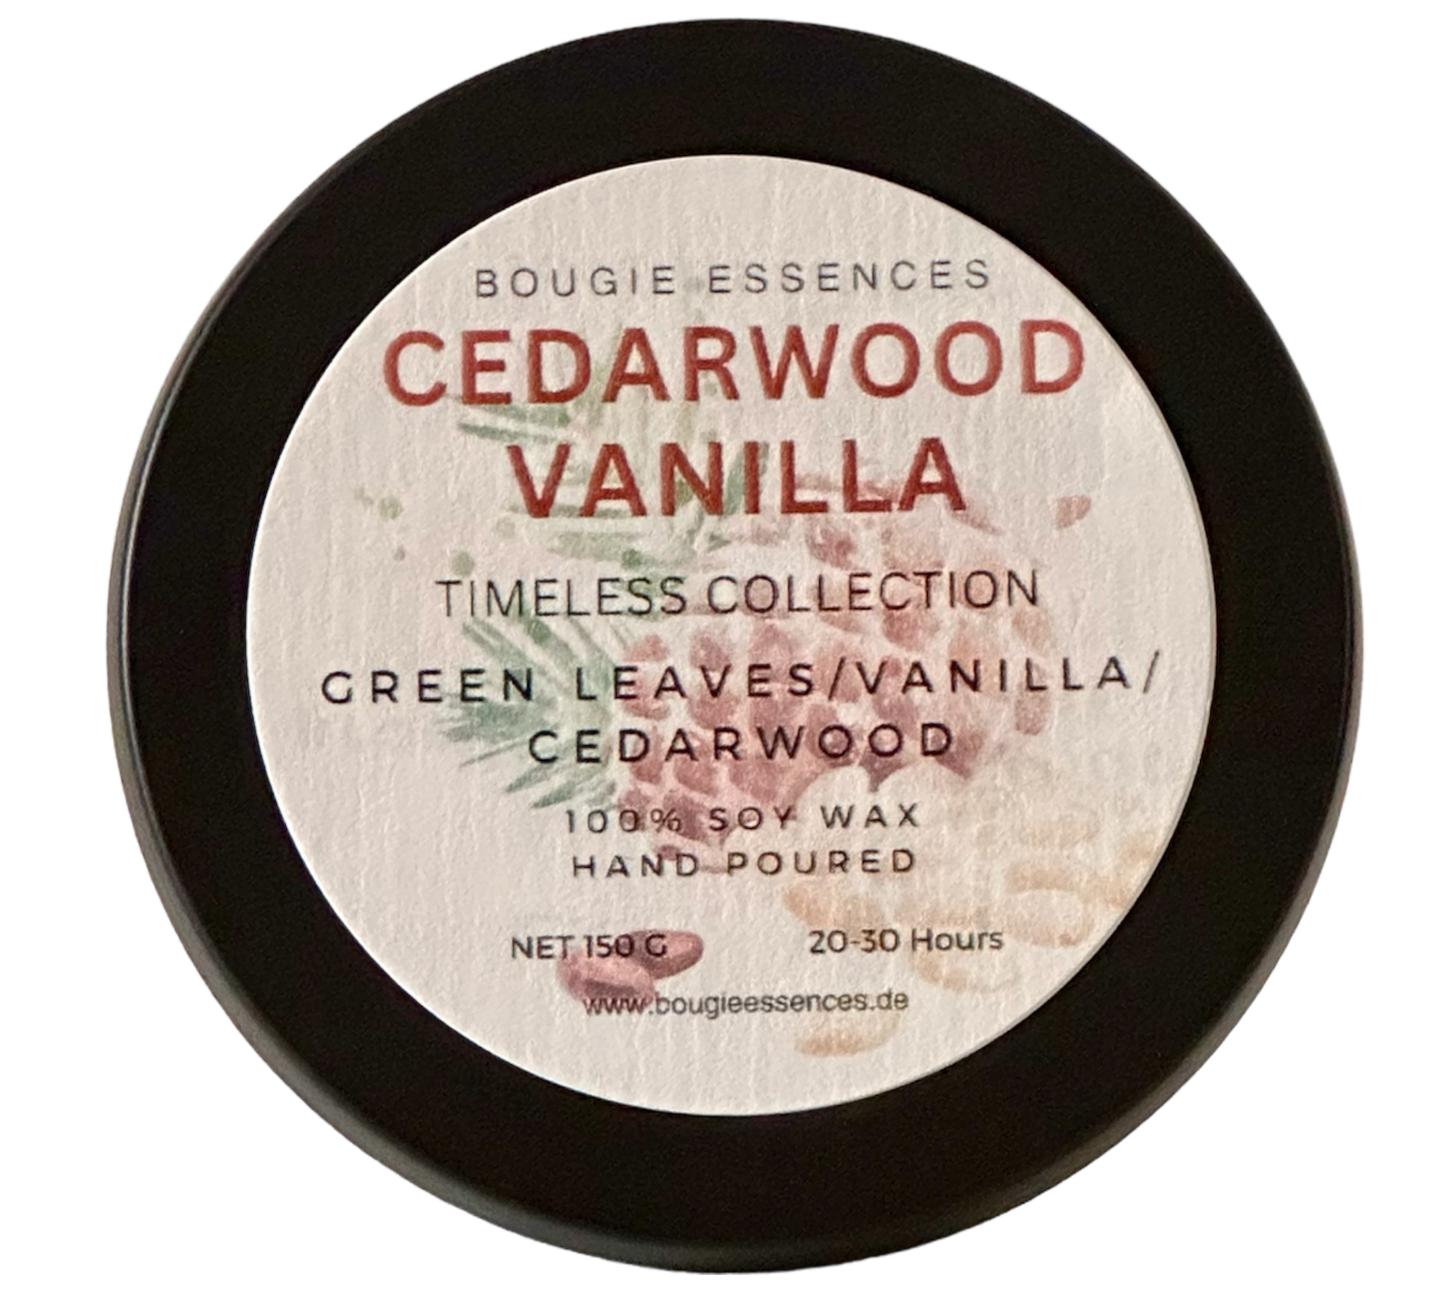 BOUGIE ESSENCES
CEDARWOOD
VANILLA
TIMELESS COLLECTION
GREEN LEAVES/VANILLA/
CEDARWOOD
100% SOY WAX
HAND POURED
NET 150 G 20-30 Hours
www.bougieessences.de